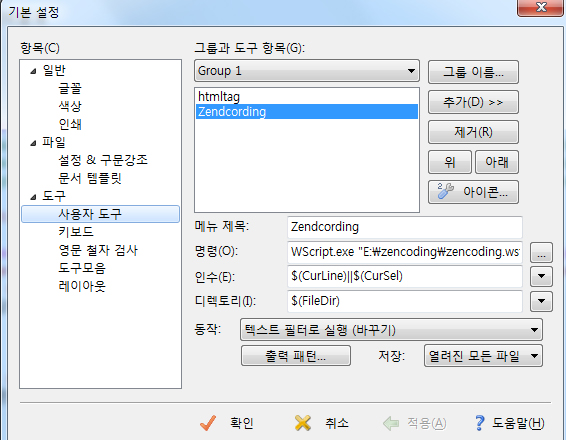 기본 설정
항목(C)
일반
글꼴
색상
인쇄
파일
설정 & 구문강조
문서 템플릿
도구
사용자 도구
키보드
영문 철자 검사
도구모음
레이아웃
그룹과 도구 항목(G):
Group 1
그룹 이름...
htmltag
Zendcording
추가(D) >>
제거(R)
위
아래
아이콘...
메뉴 제목:
Zendcording
명령(O):
WScript.exe "E:₩zencoding₩zencoding.ws
...
인수(E):
$(CurLine)||$(CurSel)
디렉토리(I):
$(FileDir)
동작:
텍스트 필터로 실행 (바꾸기)
출력 패턴...
저장:
열려진 모든 파일
확인
취소
적용(A)
도움말(H)